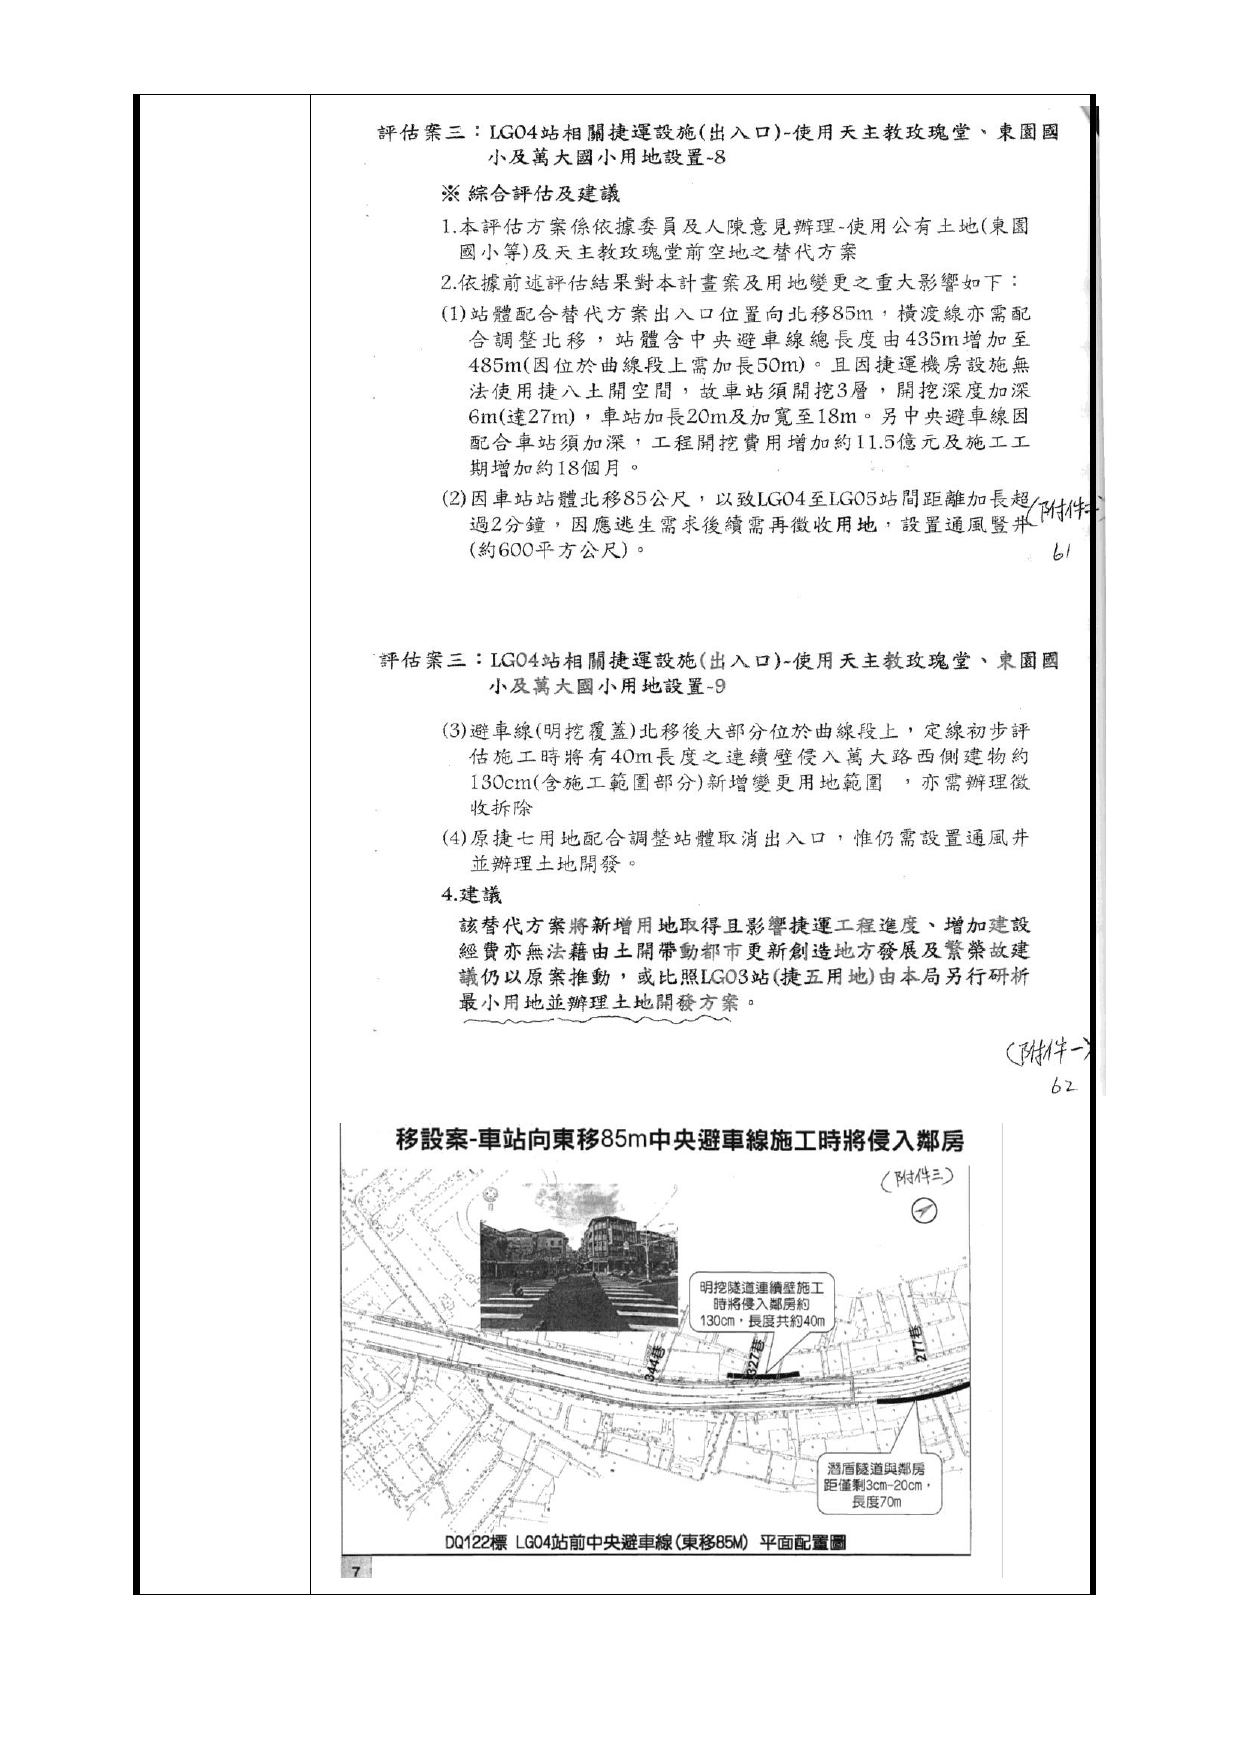 評估案三：LG04站相關捷運設施(出入口)-使用天主教玫瑰堂、東園國
小及萬大國小用地設置-8
※ 綜合評估及建議
1.本評估方案係依據委員及人陳意見辦理-使用公有土地(東園
國小等)及天主教玫瑰堂前空地之替代方案
2.依據前述評估結果對本計畫案及用地變更之重大影響如下：
(1)站體配合替代方案出入口位置向北移85m，橫渡線亦需配
合調整北移，站體含中央避車線總長度由435m增加至
485m(因位於曲線段上需加長50m)。且因捷運機房設施無
法使用捷八土開空間，故車站須開挖3層，開挖深度加深
6m(達27m)，車站加長20m及加寬至18m。另中央避車線因
配合車站須加深，工程開挖費用增加約11.5億元及施工工
期增加約18個月。
(2)因車站站體北移85公尺，以致LG04至LG05站間距離加長超
過2分鐘，因應逃生需求後續需再徵收用地，設置通風豎井
(約600平方公尺)。
(附件一)
61
評估案三：LG04站相關捷運設施(出入口)-使用天主教玫瑰堂、東園國
小及萬大國小用地設置-9
(3)避車線(明挖覆蓋)北移後大部分位於曲線段上，定線初步評
估施工時將有40m長度之連續壁侵入萬大路西側建物約
130cm(含施工範圍部分)新增變更用地範圍 ，亦需辦理徵
收拆除
(4)原捷七用地配合調整站體取消出入口，惟仍需設置通風井
並辦理土地開發。
4.建議
該替代方案將新增用地取得且影響捷運工程進度、增加建設
經費亦無法藉由土開帶動都市更新創造地方發展及繁榮故建
議仍以原案推動，或比照LG03站(捷五用地)由本局另行研析
最小用地並辦理土地開發方案。
(附件一)
62
移設案-車站向東移85m中央避車線施工時將侵入鄰房
(附件三)
明挖隧道連續壁施工
時將侵入鄰房約
130cm，長度共約40m
344巷
327巷
277巷
潛盾隧道與鄰房
距僅剩3cm-20cm，
長度70m
DQ122標 LG04站前中央避車線(東移85M) 平面配置圖
7